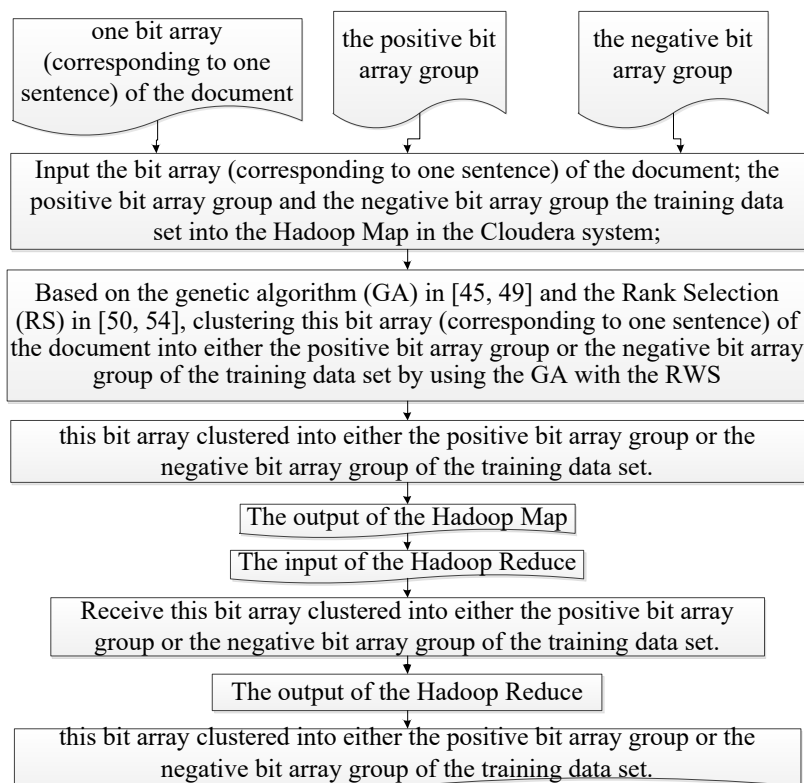 one bit array
(corresponding to one
sentence) of the document
the positive bit
array group
the negative bit
array group
Input the bit array (corresponding to one sentence) of the document; the
positive bit array group and the negative bit array group the training data
set into the Hadoop Map in the Cloudera system;
Based on the genetic algorithm (GA) in [45, 49] and the Rank Selection
(RS) in [50, 54], clustering this bit array (corresponding to one sentence) of
the document into either the positive bit array group or the negative bit array
group of the training data set by using the GA with the RWS
this bit array clustered into either the positive bit array group or the
negative bit array group of the training data set.
The output of the Hadoop Map
The input of the Hadoop Reduce
Receive this bit array clustered into either the positive bit array
group or the negative bit array group of the training data set.
The output of the Hadoop Reduce
this bit array clustered into either the positive bit array group or the
negative bit array group of the training data set.